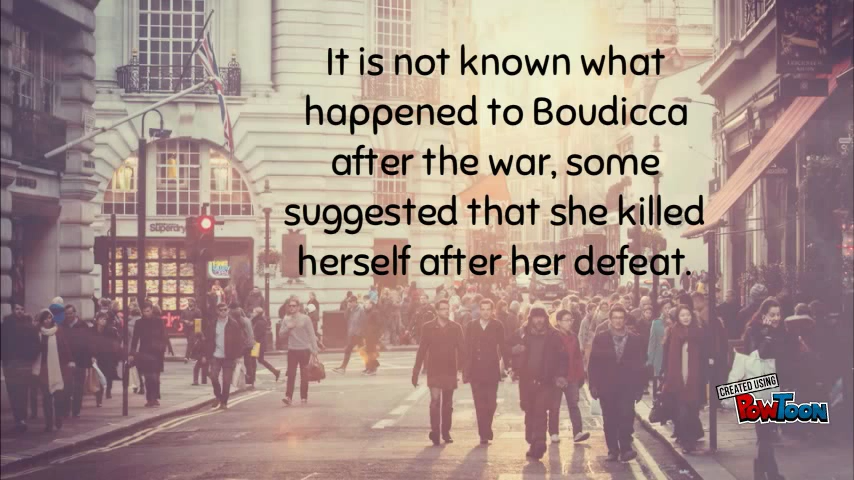 It is not known what
happened to Boudicca
after the war, some
suggested that she killed
herself after her defeat.
superdry
CREATED USING
POWTOON